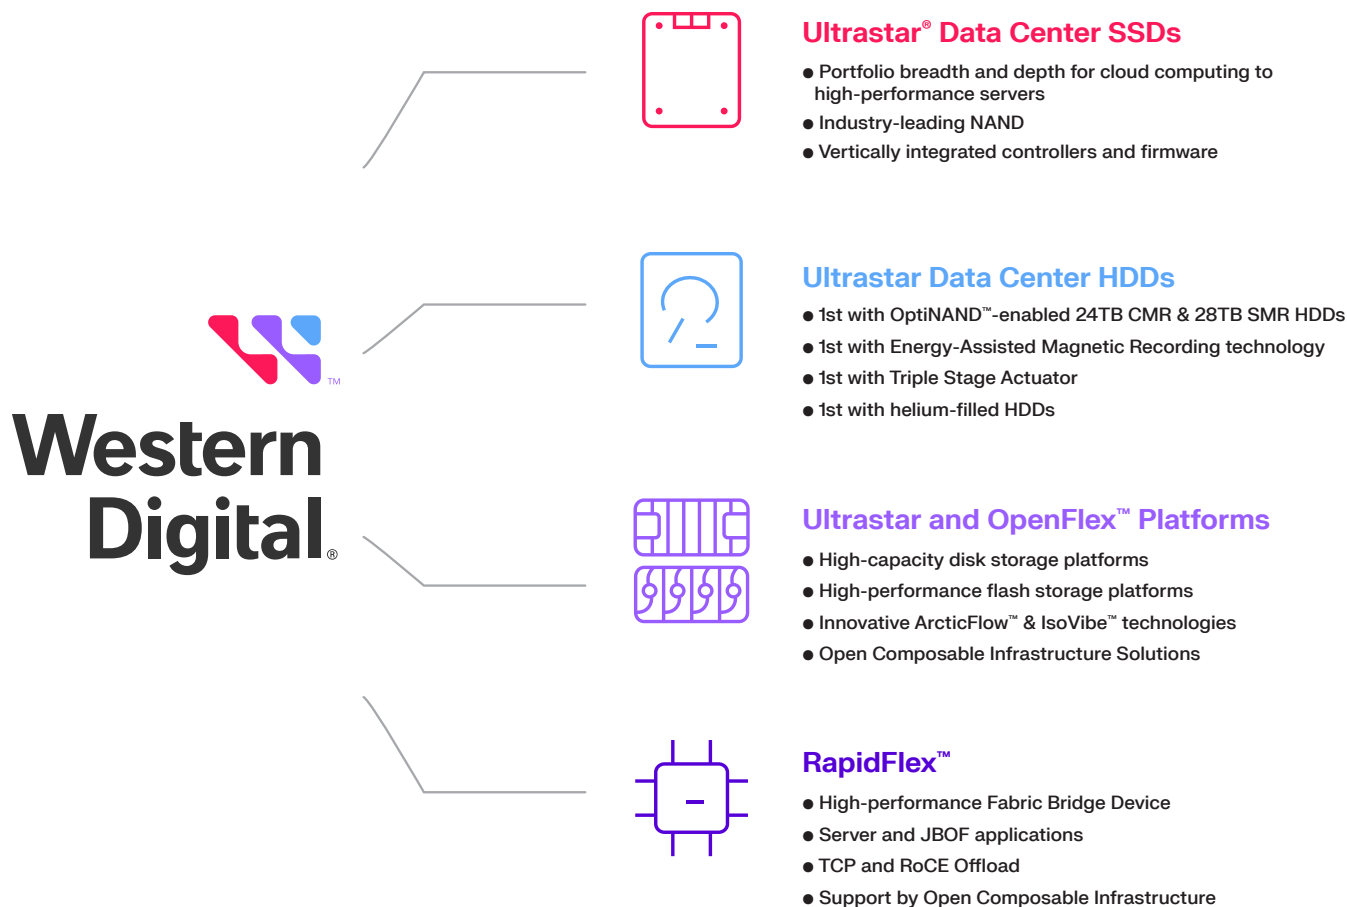 Ultrastar® Data Center SSDs
● Portfolio breadth and depth for cloud computing to
high-performance servers
● Industry-leading NAND
● Vertically integrated controllers and firmware
Ultrastar Data Center HDDs
● 1st with OptiNAND™-enabled 24TB CMR & 28TB SMR HDDs
● 1st with Energy-Assisted Magnetic Recording technology
● 1st with Triple Stage Actuator
● 1st with helium-filled HDDs
TM
Western
Digital®
Ultrastar and OpenFlex™ Platforms
● High-capacity disk storage platforms
● High-performance flash storage platforms
● Innovative ArcticFlow™ & IsoVibe™ technologies
● Open Composable Infrastructure Solutions
RapidFlex™
● High-performance Fabric Bridge Device
● Server and JBOF applications
● TCP and RoCE Offload
● Support by Open Composable Infrastructure